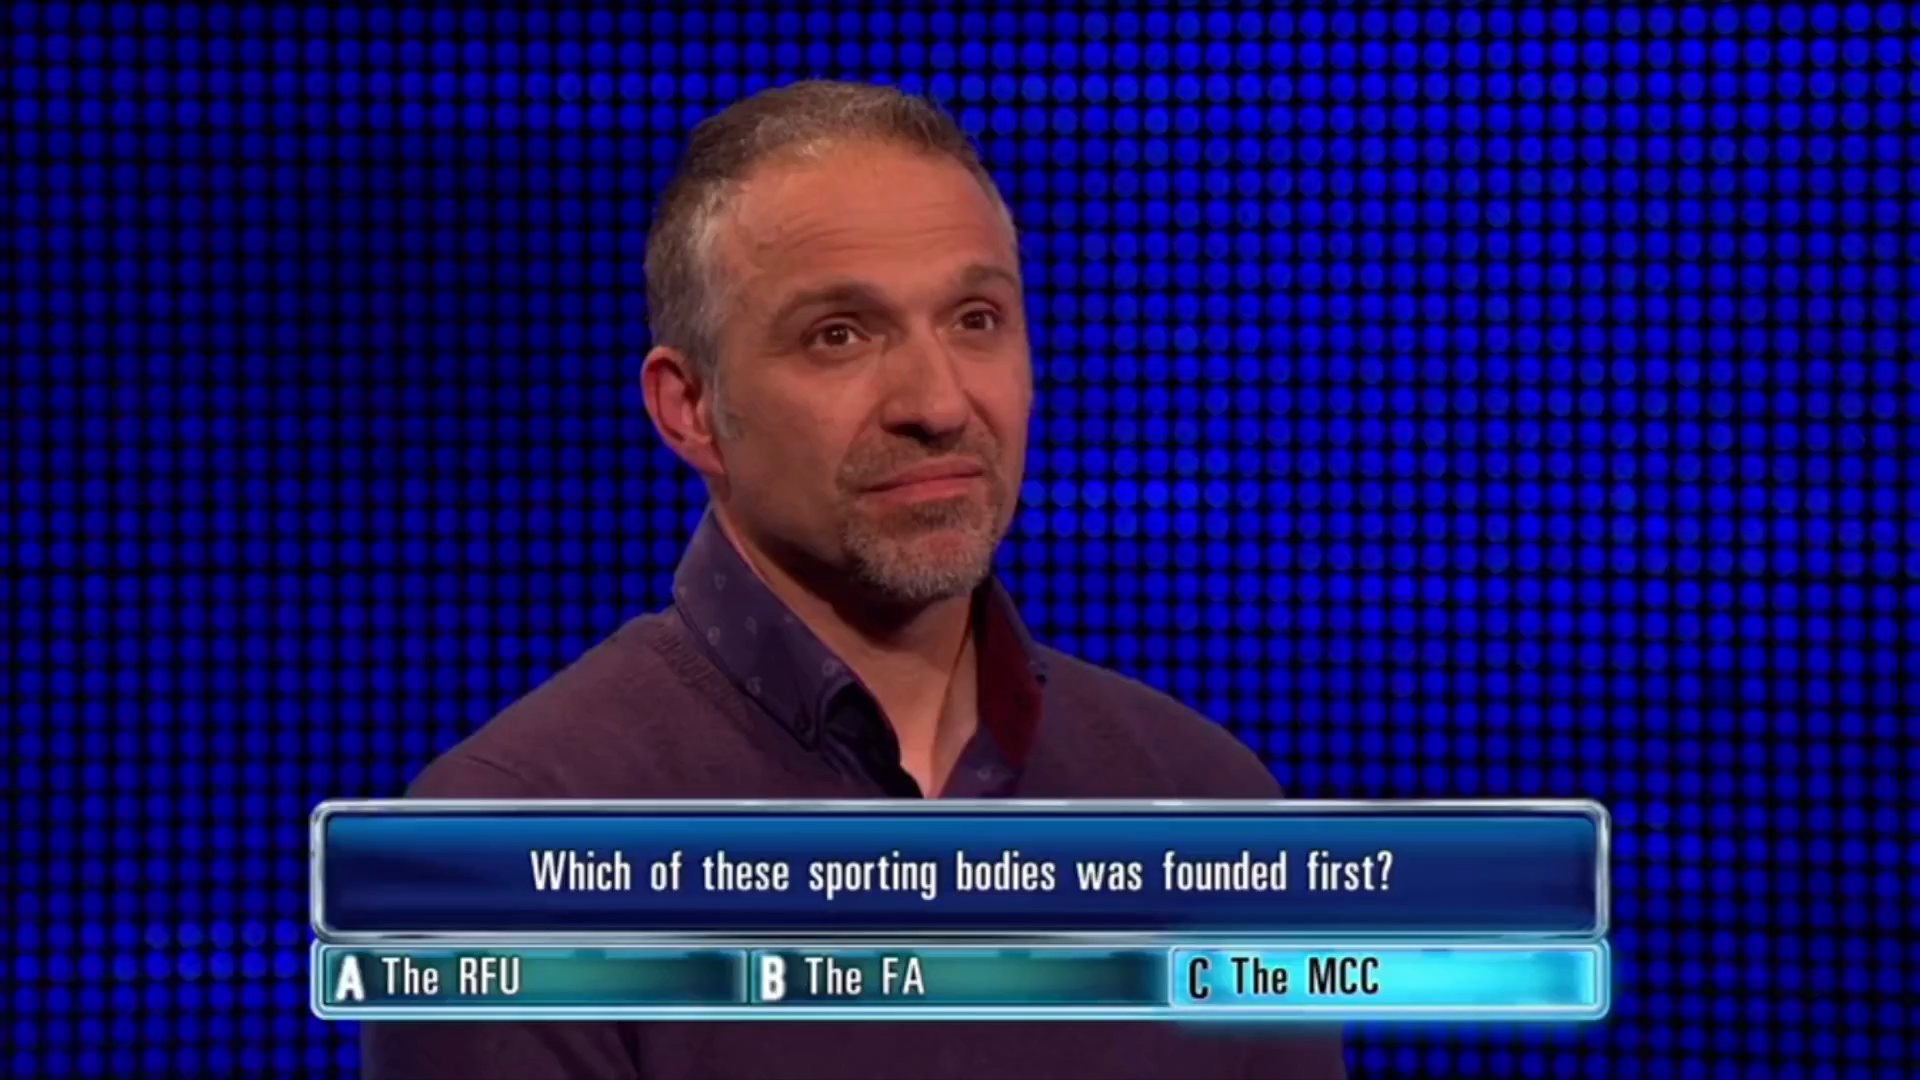 Which of these sporting bodies was founded first?
A The RFU
B The FA
C The MCC